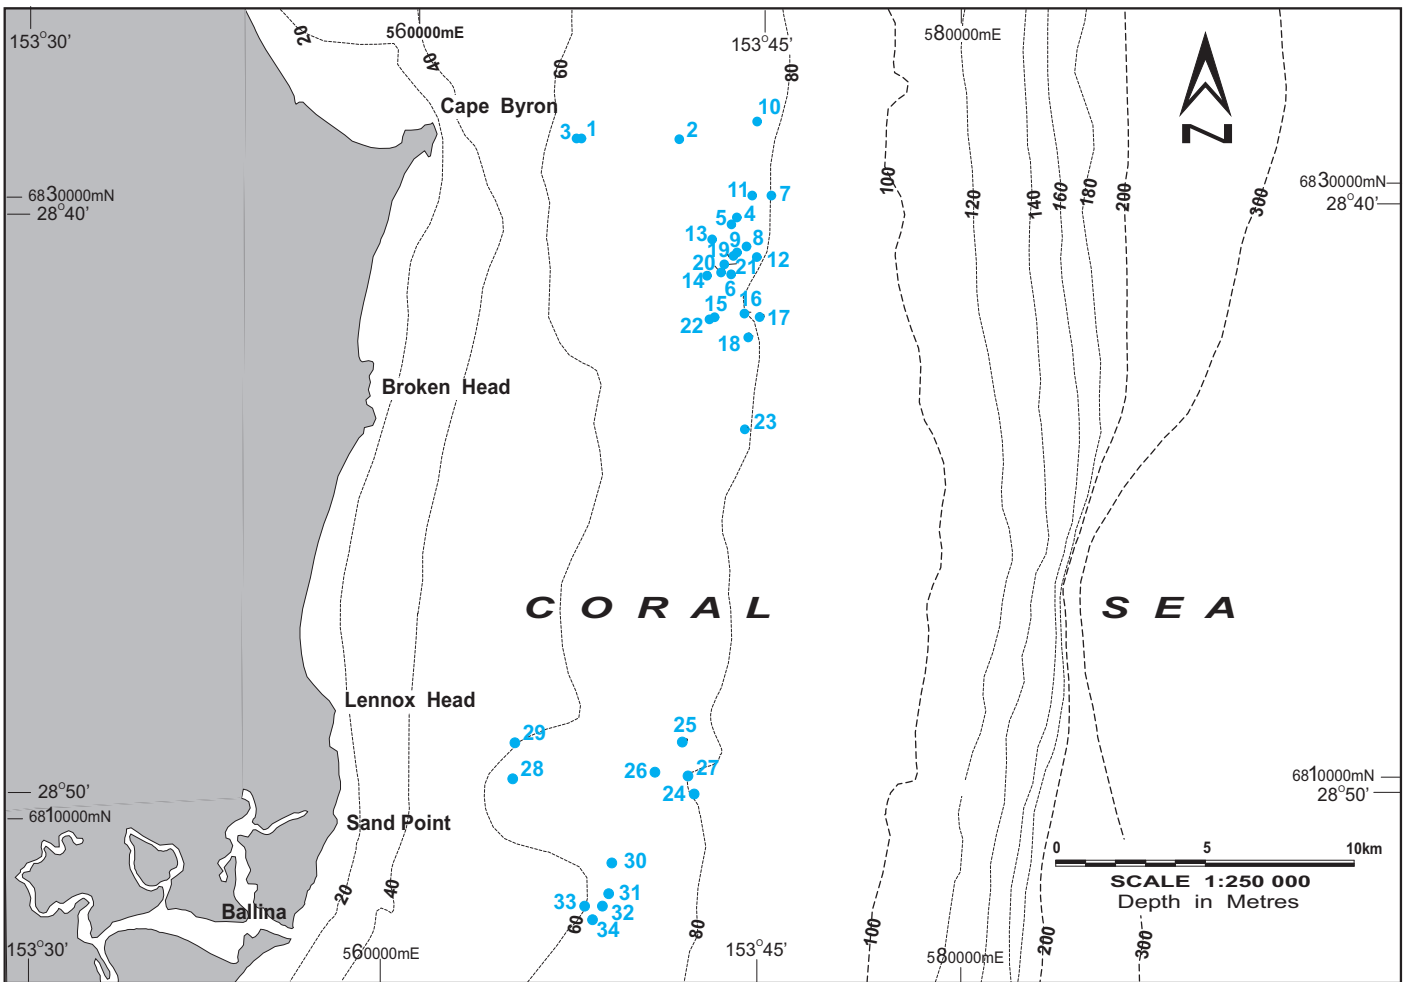 153°30'
20
560000mE
40
60
153°45'
80
580000mE
N
Cape Byron
3 1
2
10
6830000mN
28°40'
11 7
100
120
140
160
180
200
300
6830000mN
28°40'
5 4
13
9 8
19
12
20 21
14
6
15 16
22
17
18
Broken Head
23
CORAL SEA
Lennox Head
29
25
28
26 27
24
28°50'
6810000mN
6810000mN
28°50'
Sand Point
0 5 10km
SCALE 1:250 000
Depth in Metres
30
31
33 32
34
Ballina
20
40
60
80
100
200
300
153°30'
560000mE
153°45'
580000mE